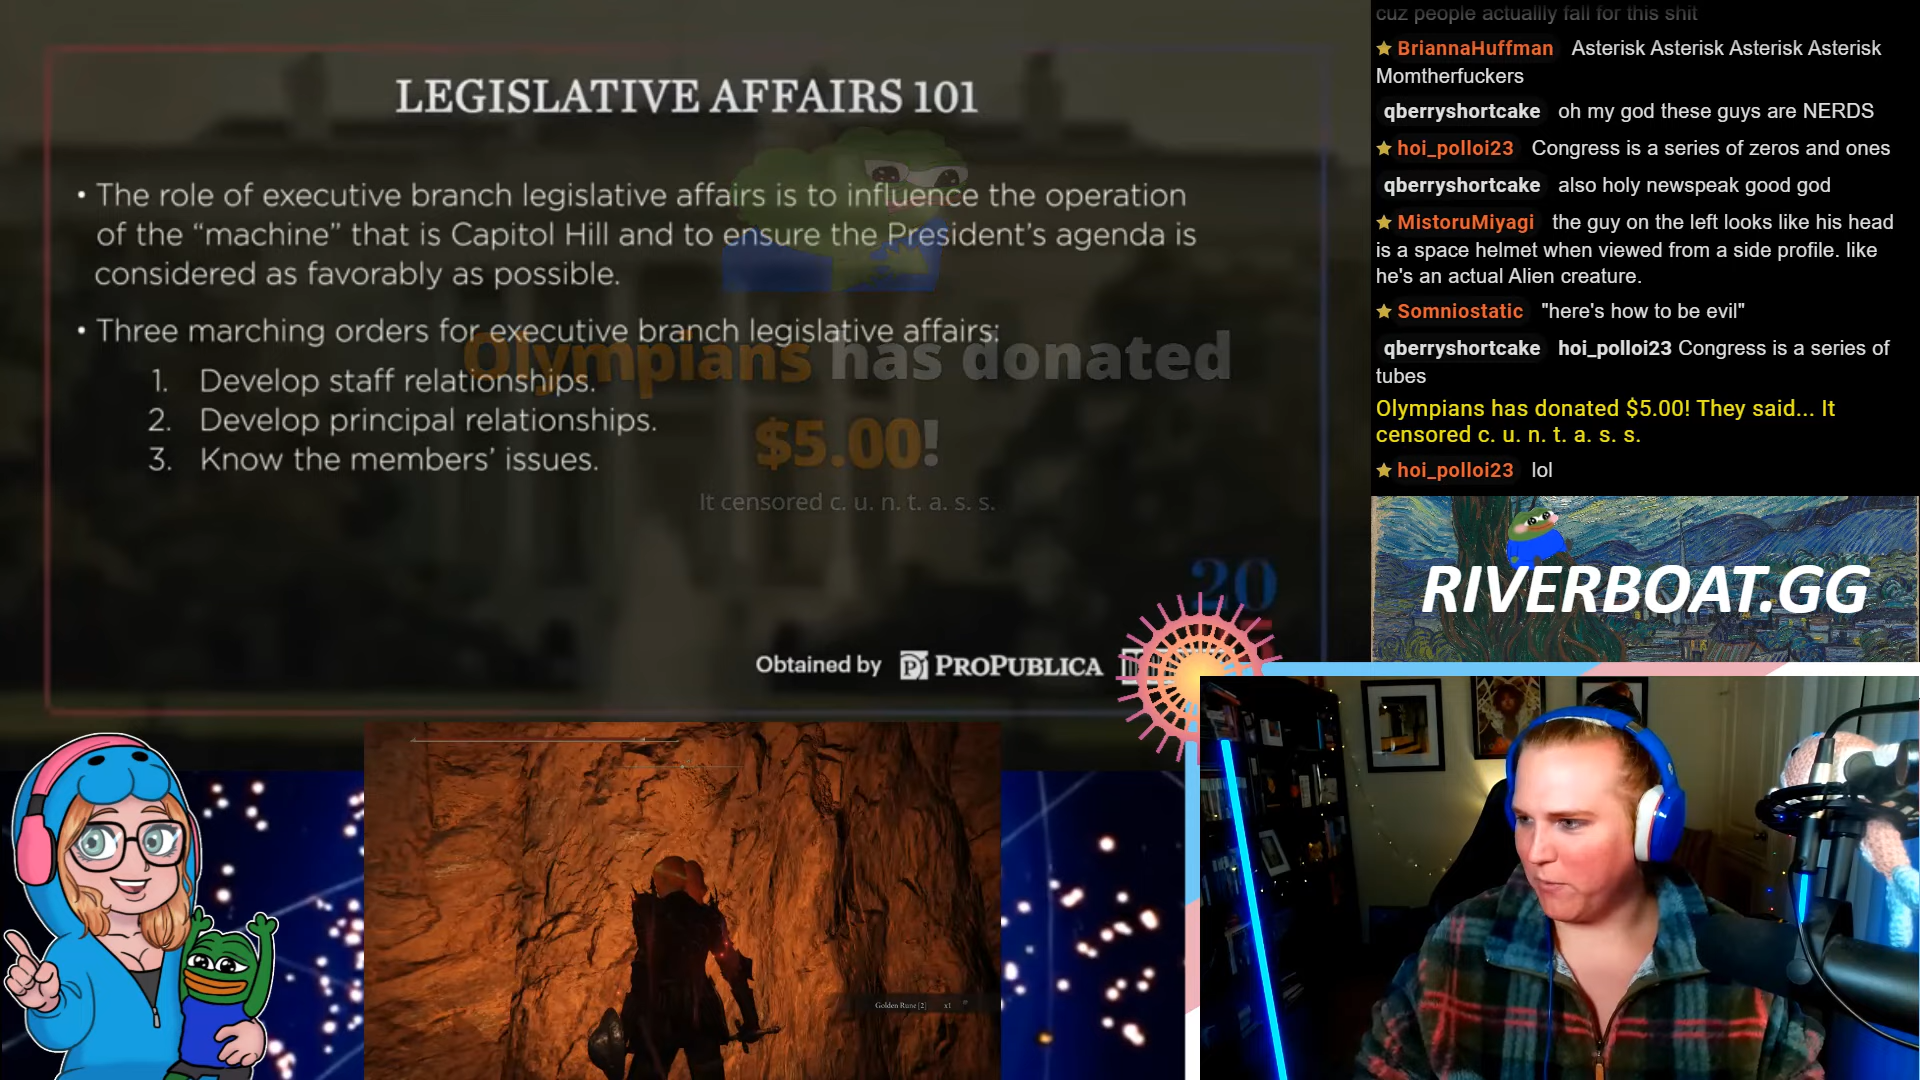 LEGISLATIVE AFFAIRS 101
• The role of executive branch legislative affairs is to influence the operation
of the “machine” that is Capitol Hill and to ensure the President’s agenda is
considered as favorably as possible.
• Three marching orders for executive branch legislative affairs:
1. Develop staff relationships.
2. Develop principal relationships.
3. Know the members’ issues.
Olympians has donated
$5.00!
It censored c. u. n. t. a. s. s.
20
Obtained by PROPUBLICA
cuz people actuallly fall for this shit
BriannaHuffman Asterisk Asterisk Asterisk Asterisk
Momtherfuckers
qberryshortcake oh my god these guys are NERDS
hoi_polloi23 Congress is a series of zeros and ones
qberryshortcake also holy newspeak good god
MistoruMiyagi the guy on the left looks like his head
is a space helmet when viewed from a side profile. like
he's an actual Alien creature.
Somniostatic "here's how to be evil"
qberryshortcake hoi_polloi23 Congress is a series of
tubes
Olympians has donated $5.00! They said... It
censored c. u. n. t. a. s. s.
hoi_polloi23 lol
RIVERBOAT.GG
Golden Rune [2] x1